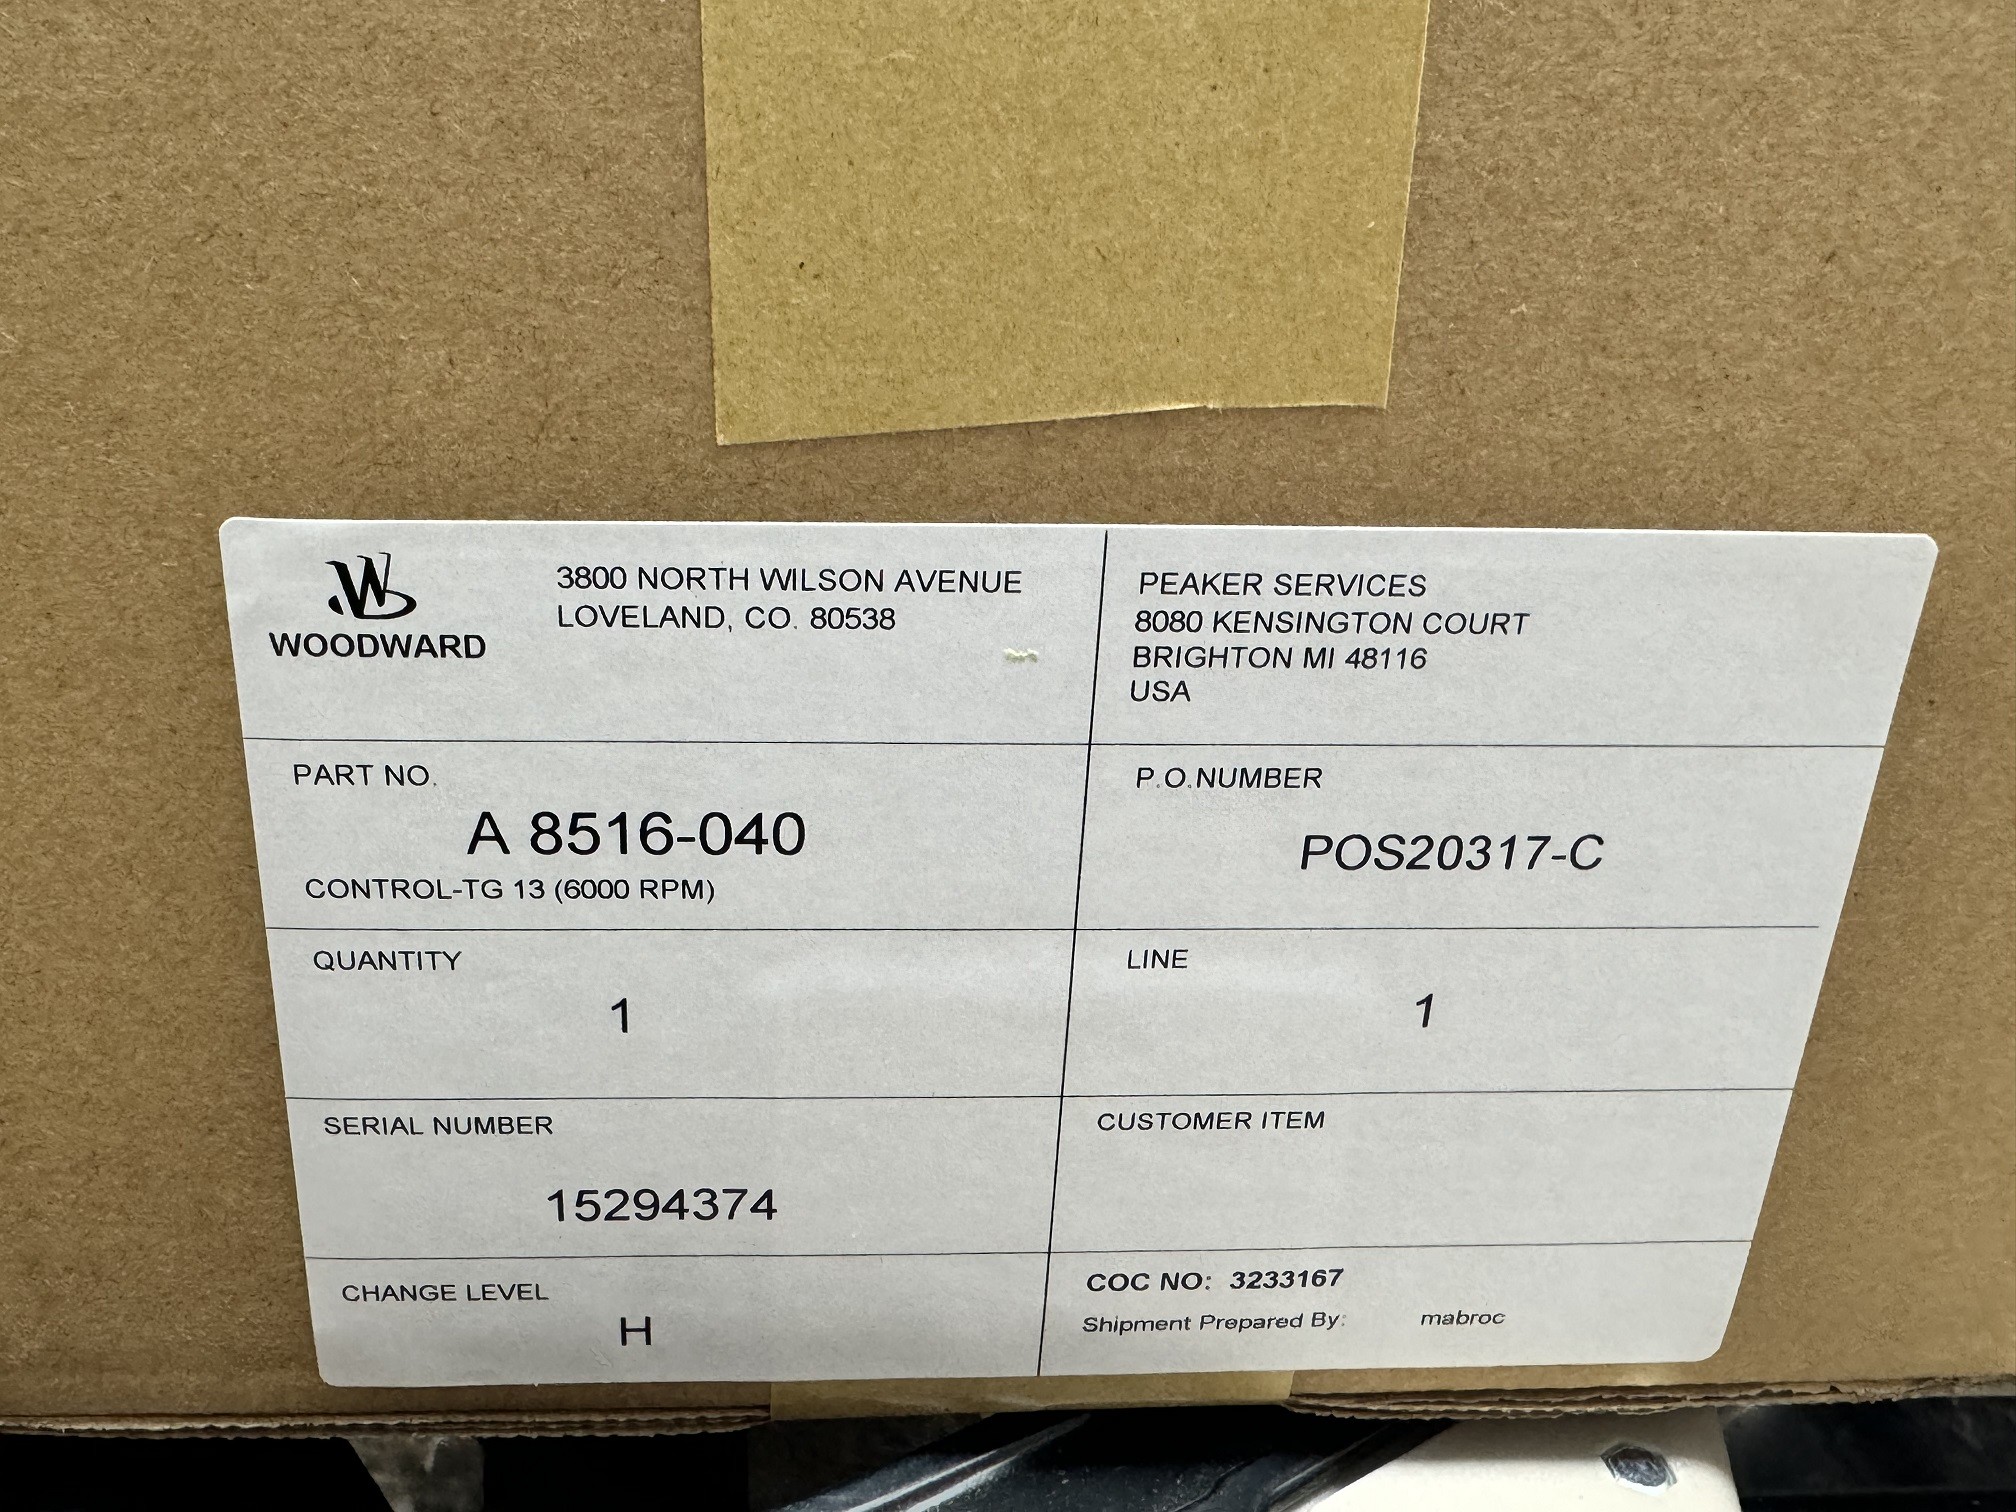 WOODWARD
3800 NORTH WILSON AVENUE
LOVELAND, CO. 80538
PEAKER SERVICES
8080 KENSINGTON COURT
BRIGHTON MI 48116
USA
PART NO.
A 8516-040
CONTROL-TG 13 (6000 RPM)
P.O.NUMBER
POS20317-C
QUANTITY
1
LINE
1
SERIAL NUMBER
15294374
CUSTOMER ITEM
CHANGE LEVEL
H
COC NO: 3233167
Shipment Prepared By: mabroc